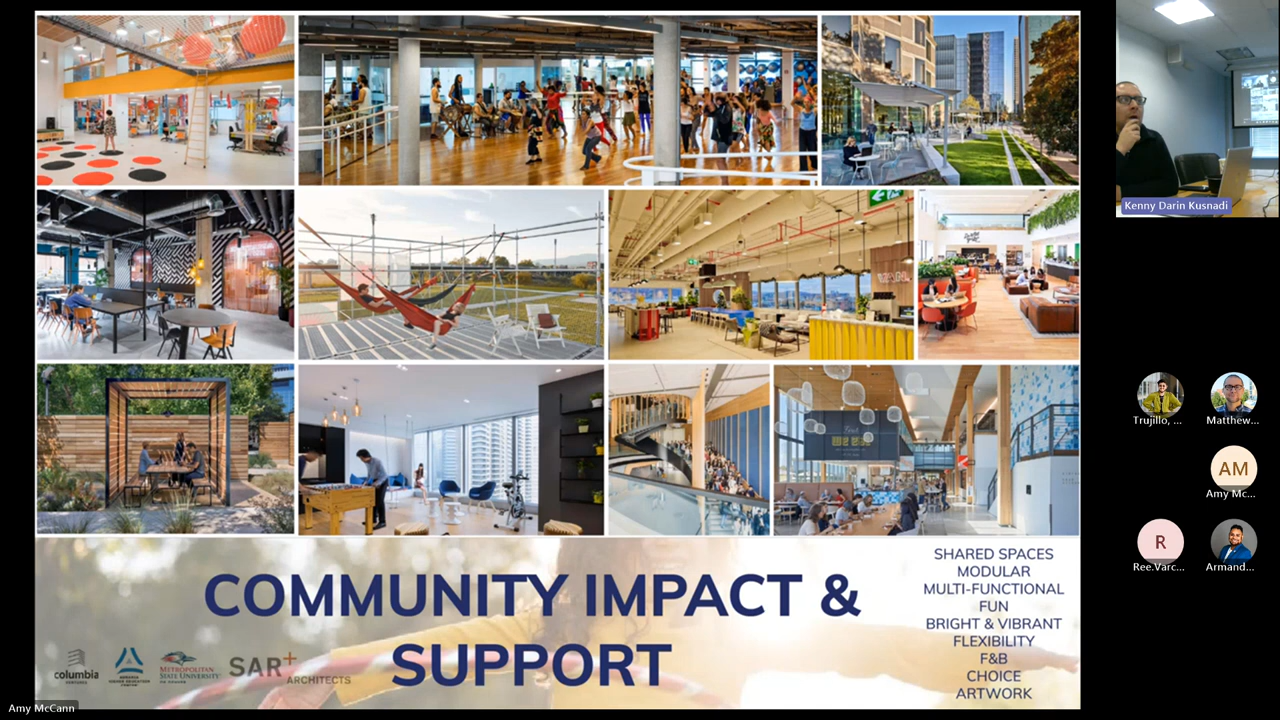 Kenny Darin Kusnadi
Trujillo, ...
Matthew...
AM
Amy Mc...
R
Ree.Varc...
Armand...
COMMUNITY IMPACT &
SUPPORT
SHARED SPACES
MODULAR
MULTI-FUNCTIONAL
FUN
BRIGHT & VIBRANT
FLEXIBILITY
F&B
CHOICE
ARTWORK
columbia
VENTURES
METROPOLITAN
STATE UNIVERSITY
SAR+
ARCHITECTS
Amy McCann